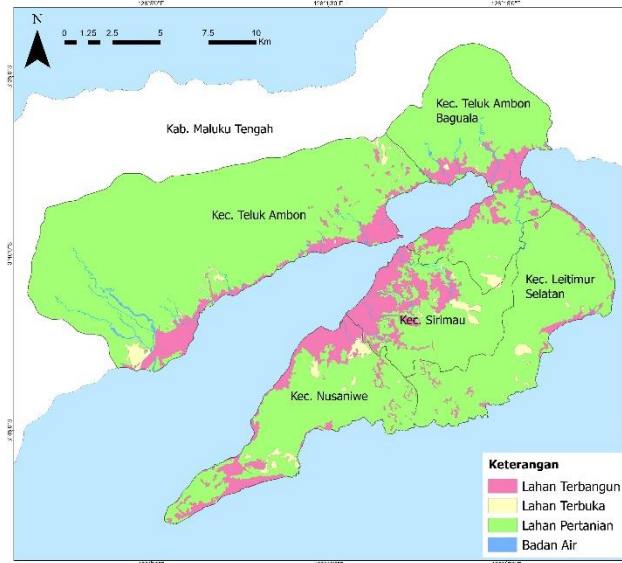 N
0 1.25 2.5 5 7.5 10
Km
Kab. Maluku Tengah
Kec. Teluk Ambon
Baguala
Kec. Teluk Ambon
Kec. Leitimur
Selatan
Kec. Sirimau
Kec. Nusaniwe
Keterangan
Lahan Terbangun
Lahan Terbuka
Lahan Pertanian
Badan Air